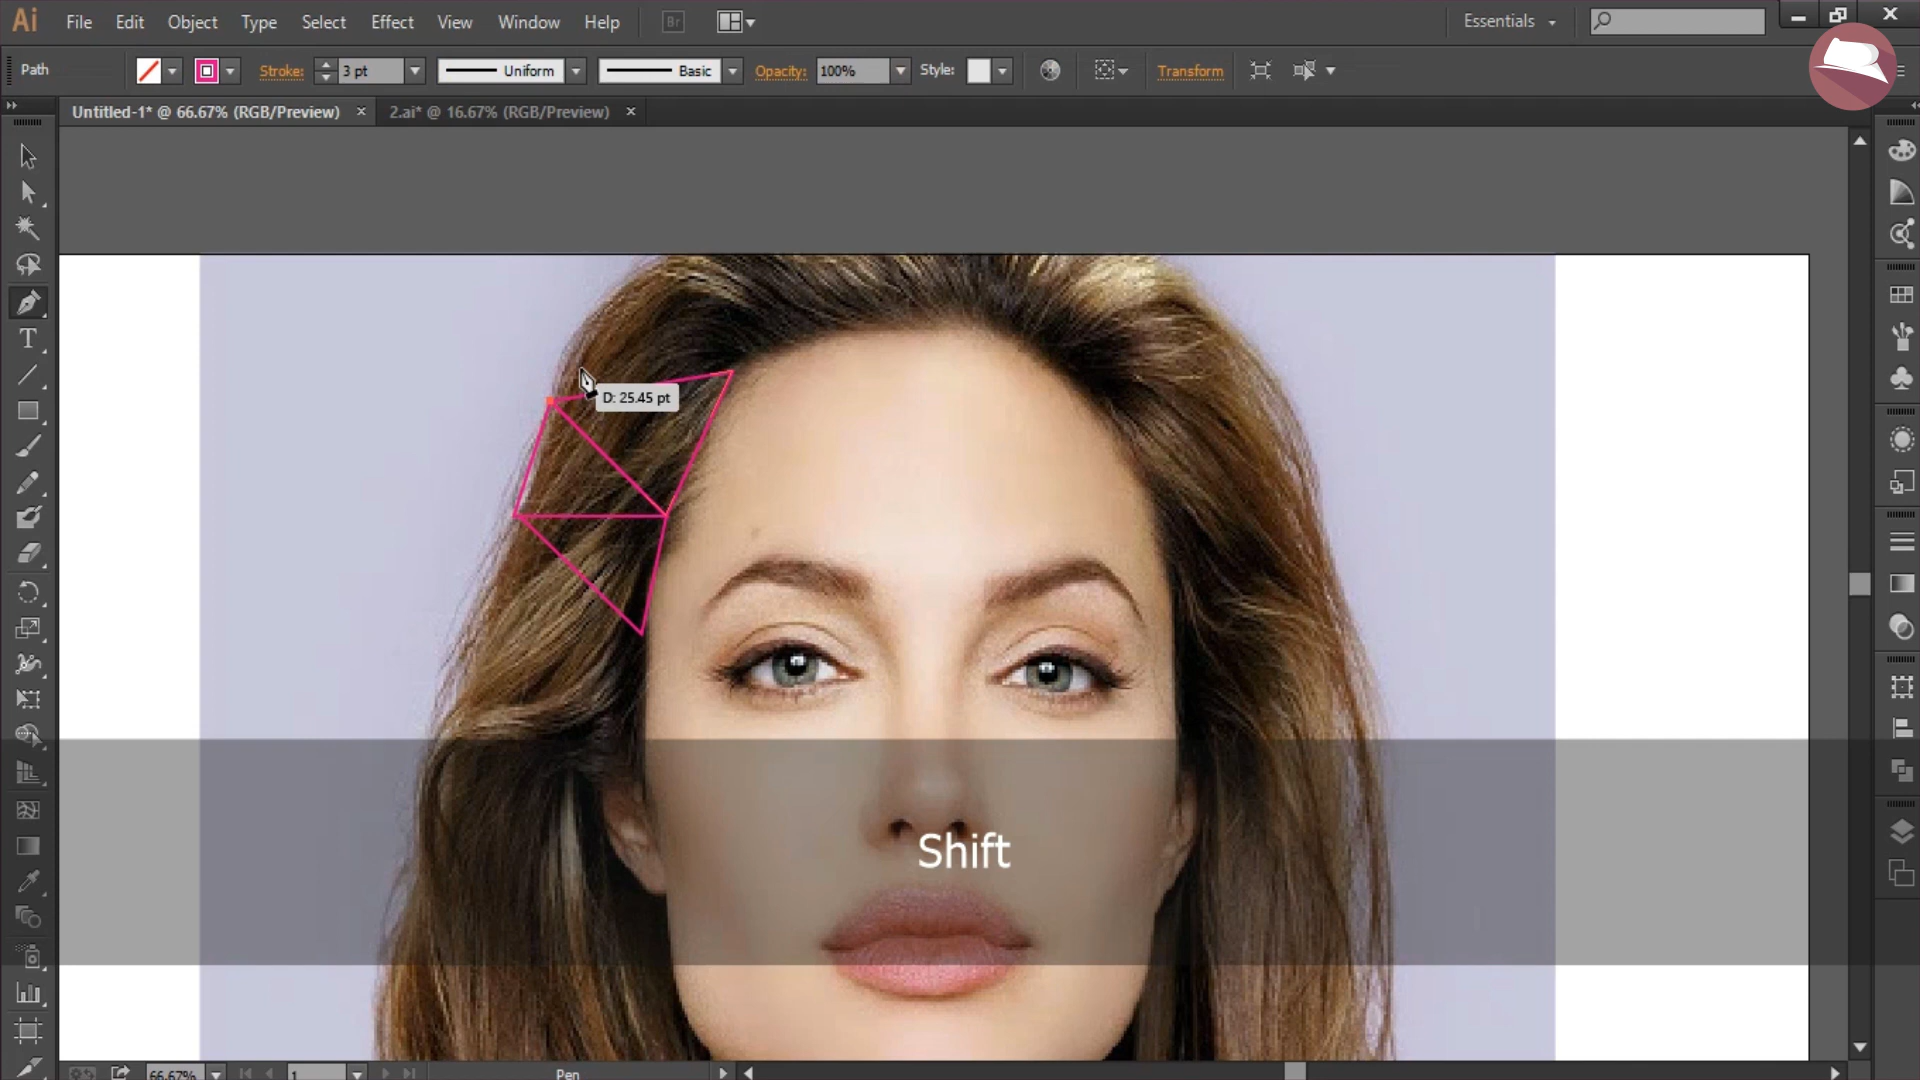 Ai File Edit Object Type Select Effect View Window Help Br Essentials
Path Stroke: 3 pt Uniform Basic Opacity: 100% Style: Transform
Untitled-1* @ 66.67% (RGB/Preview) × 2.ai* @ 16.67% (RGB/Preview) ×
D: 25.45 pt
Shift
66.67% 1 Pen